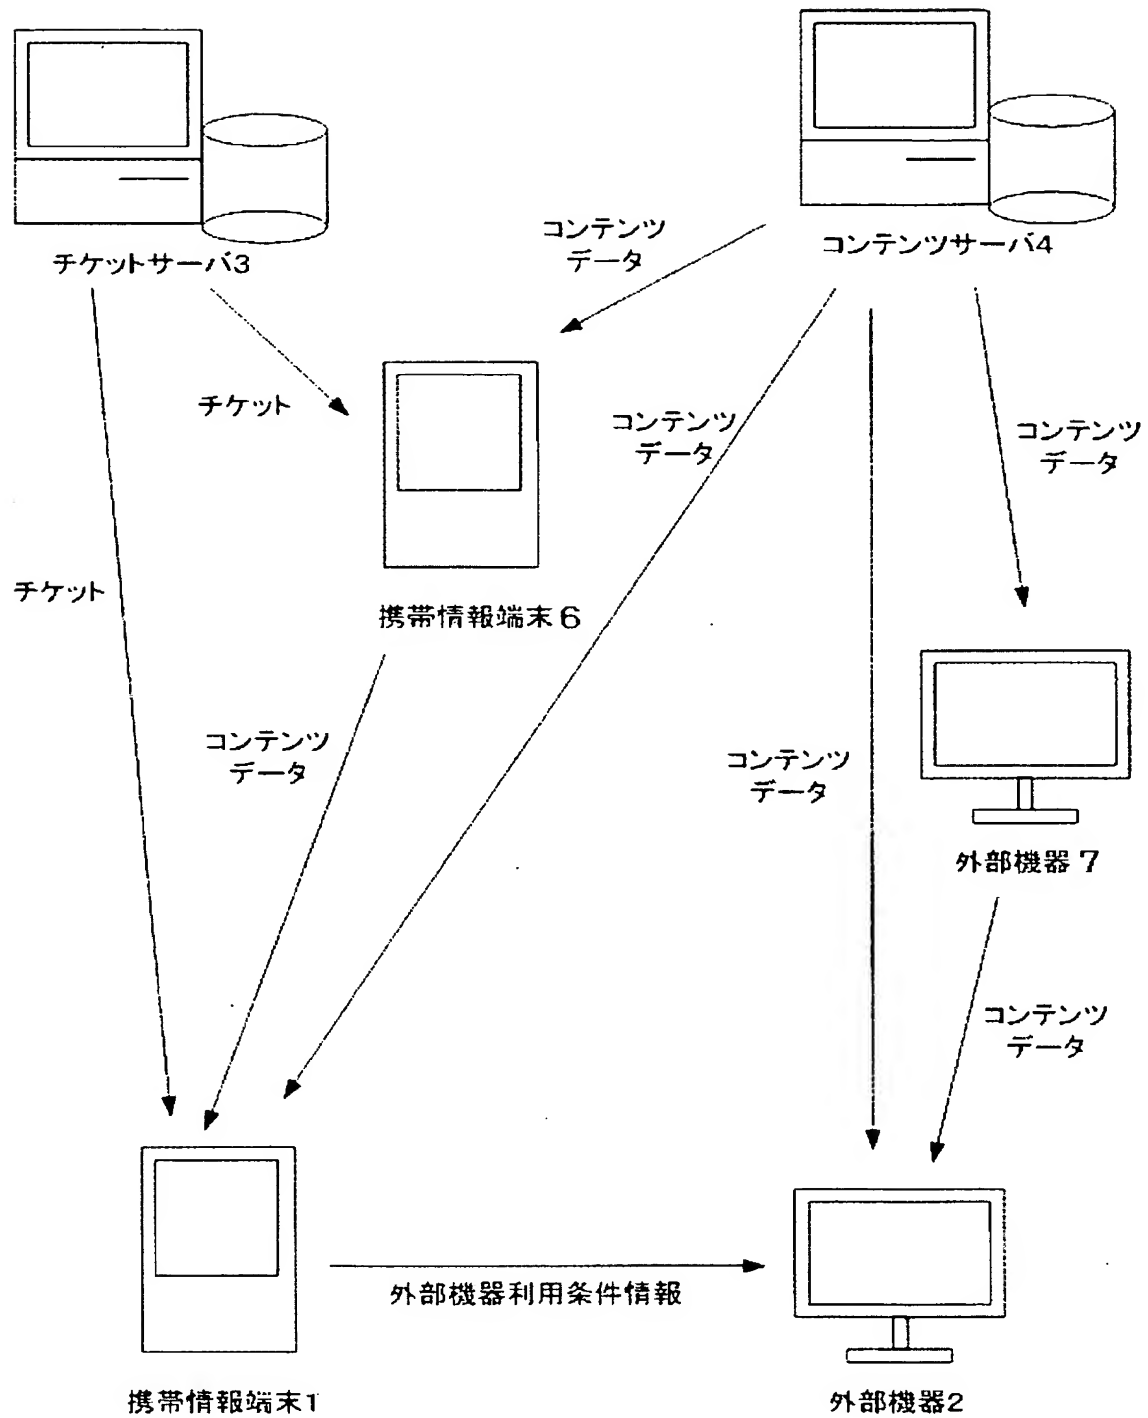 チケットサーバ3
コンテンツサーバ4
コンテンツ
データ
チケット
コンテンツ
データ
コンテンツ
データ
チケット
携帯情報端末6
コンテンツ
データ
コンテンツ
データ
外部機器7
コンテンツ
データ
外部機器利用条件情報
携帯情報端末1
外部機器2